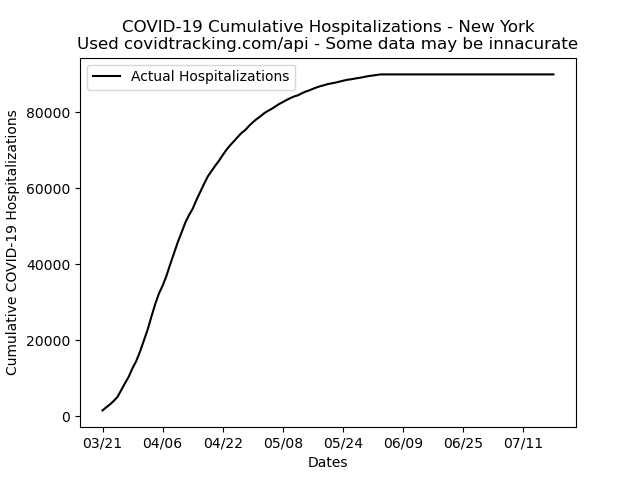 COVID-19 Cumulative Hospitalizations - New York
Used covidtracking.com/api - Some data may be innacurate
Actual Hospitalizations
Cumulative COVID-19 Hospitalizations
80000
60000
40000
20000
0
03/21 04/06 04/22 05/08 05/24 06/09 06/25 07/11
Dates